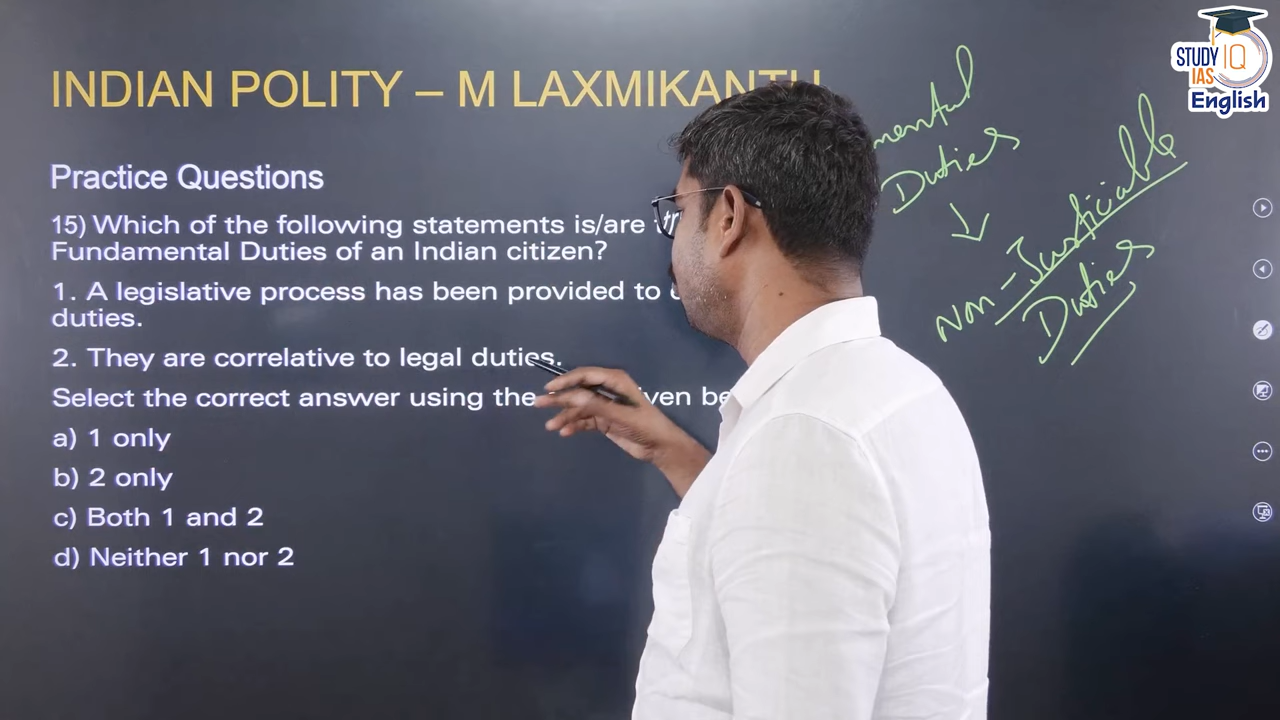 INDIAN POLITY – M LAXMIKANTH
Practice Questions
15) Which of the following statements is/are
Fundamental Duties of an Indian citizen?
1. A legislative process has been provided to
duties.
2. They are correlative to legal duties.
Select the correct answer using the
a) 1 only
b) 2 only
c) Both 1 and 2
d) Neither 1 nor 2
Duties
Non-Justiciable
Duties
STUDY IQ
IAS
English